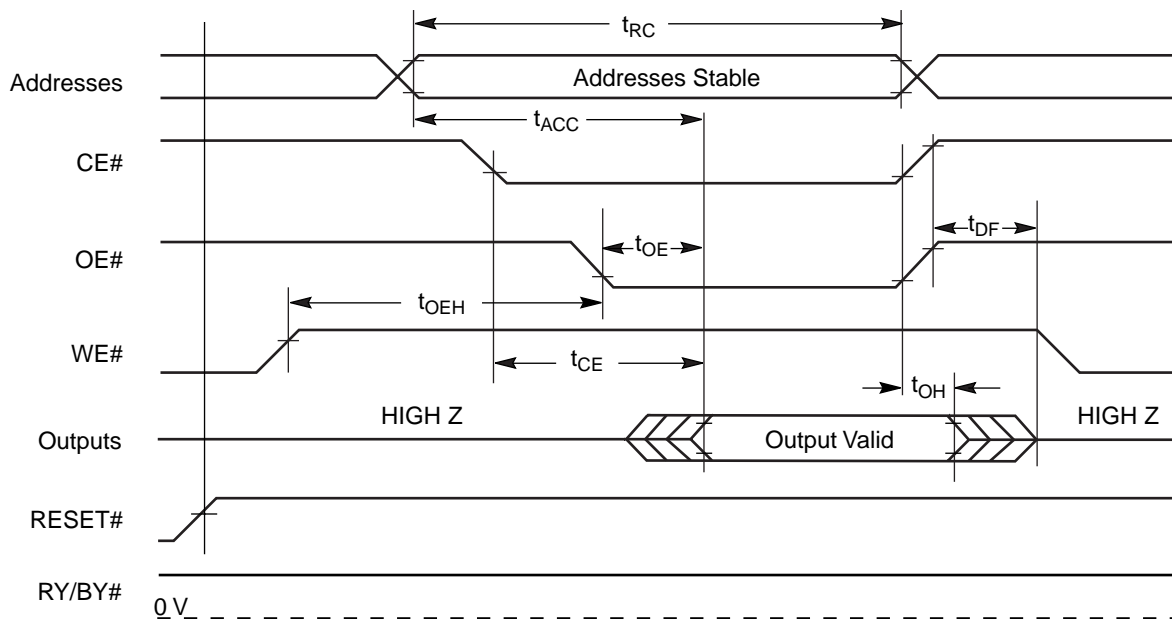 tRC
Addresses
Addresses Stable
tACC
CE#
tDF
OE#
tOE
tOEH
WE#
tCE
tOH
HIGH Z
HIGH Z
Outputs
Output Valid
RESET#
RY/BY#
0 V